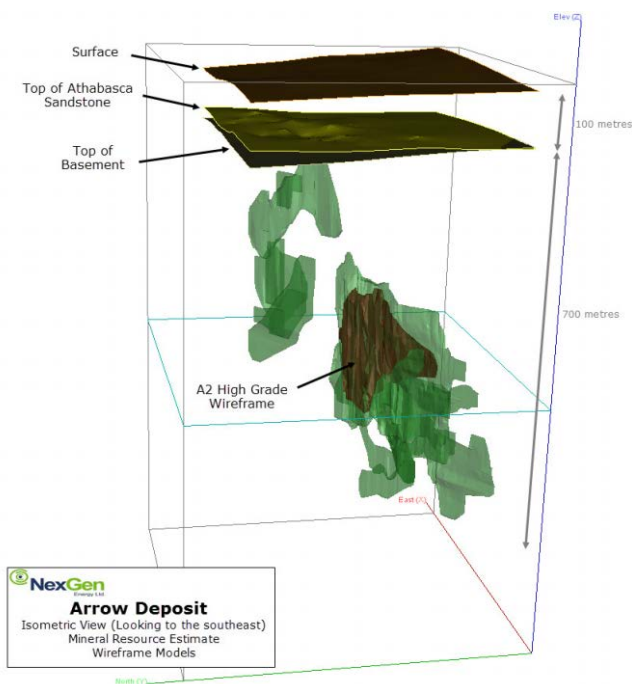 Elev (Z)
Surface
Top of Athabasca
Sandstone
100 metres
Top of
Basement
700 metres
A2 High Grade
Wireframe
East (X)
NexGen
Energy Ltd
Arrow Deposit
Isometric View (Looking to the southeast)
Mineral Resource Estimate
Wireframe Models
North (Y)